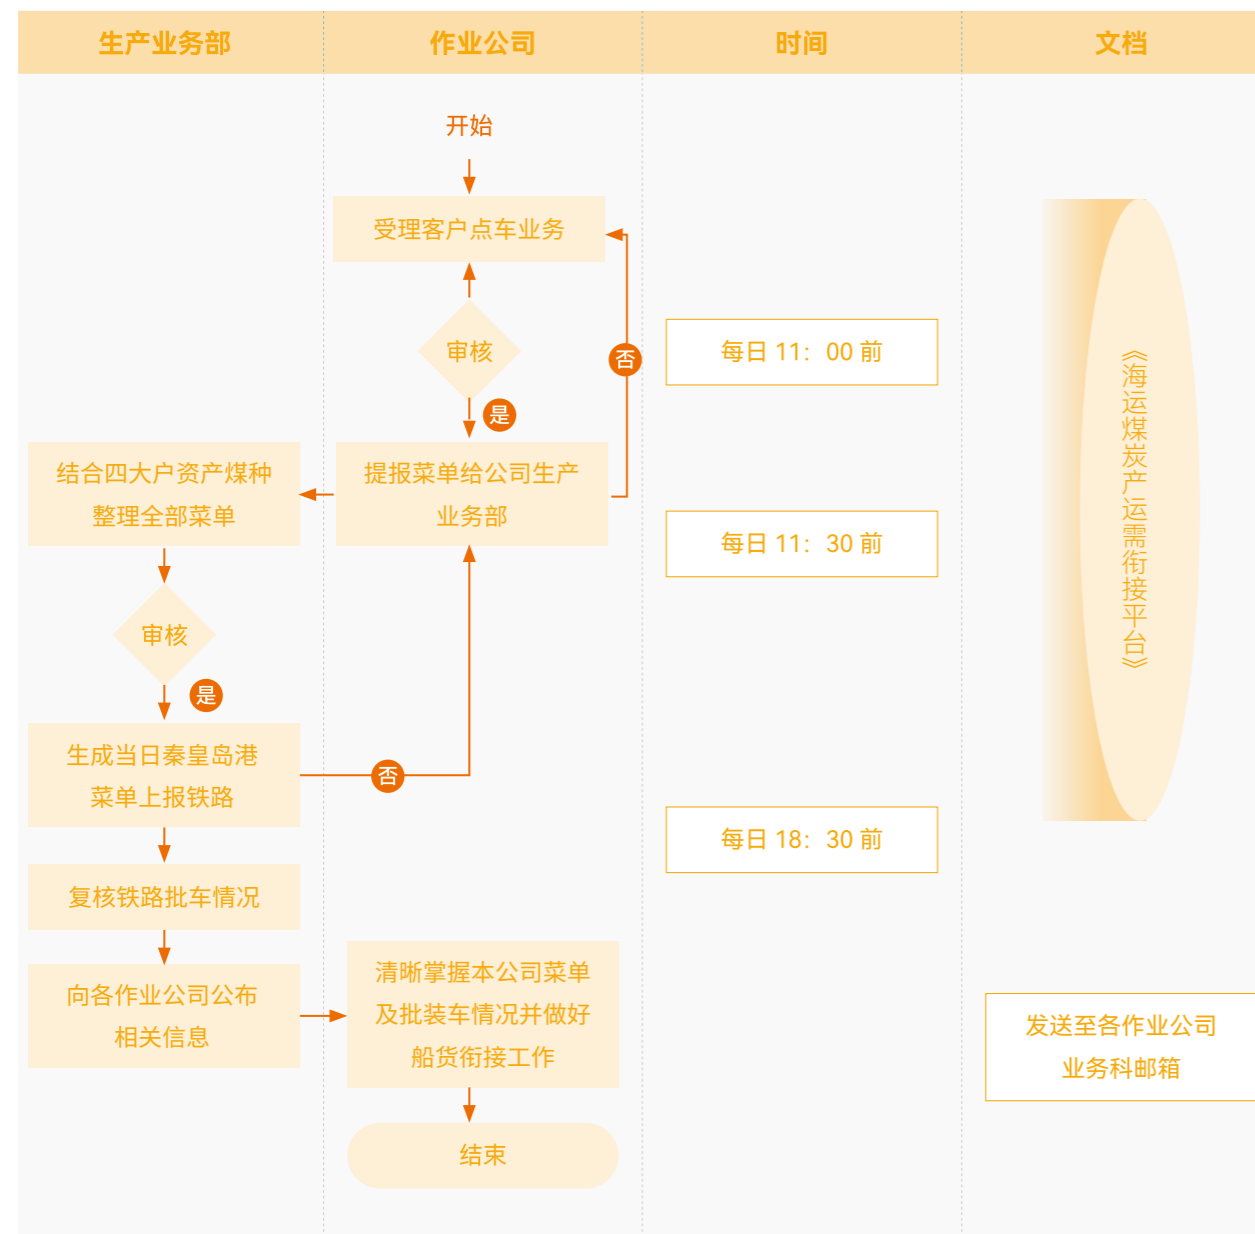 生产业务部
作业公司
时间
文档
开始
受理客户点车业务
审核
每日 11：00 前
否
是
《海运煤炭产运需衔接平台》
结合四大户资产煤种
整理全部菜单
提报菜单给公司生产
业务部
每日 11：30 前
审核
是
生成当日秦皇岛港
菜单上报铁路
否
每日 18：30 前
复核铁路批车情况
向各作业公司公布
相关信息
清晰掌握本公司菜单
及批装车情况并做好
船货衔接工作
发送至各作业公司
业务科邮箱
结束